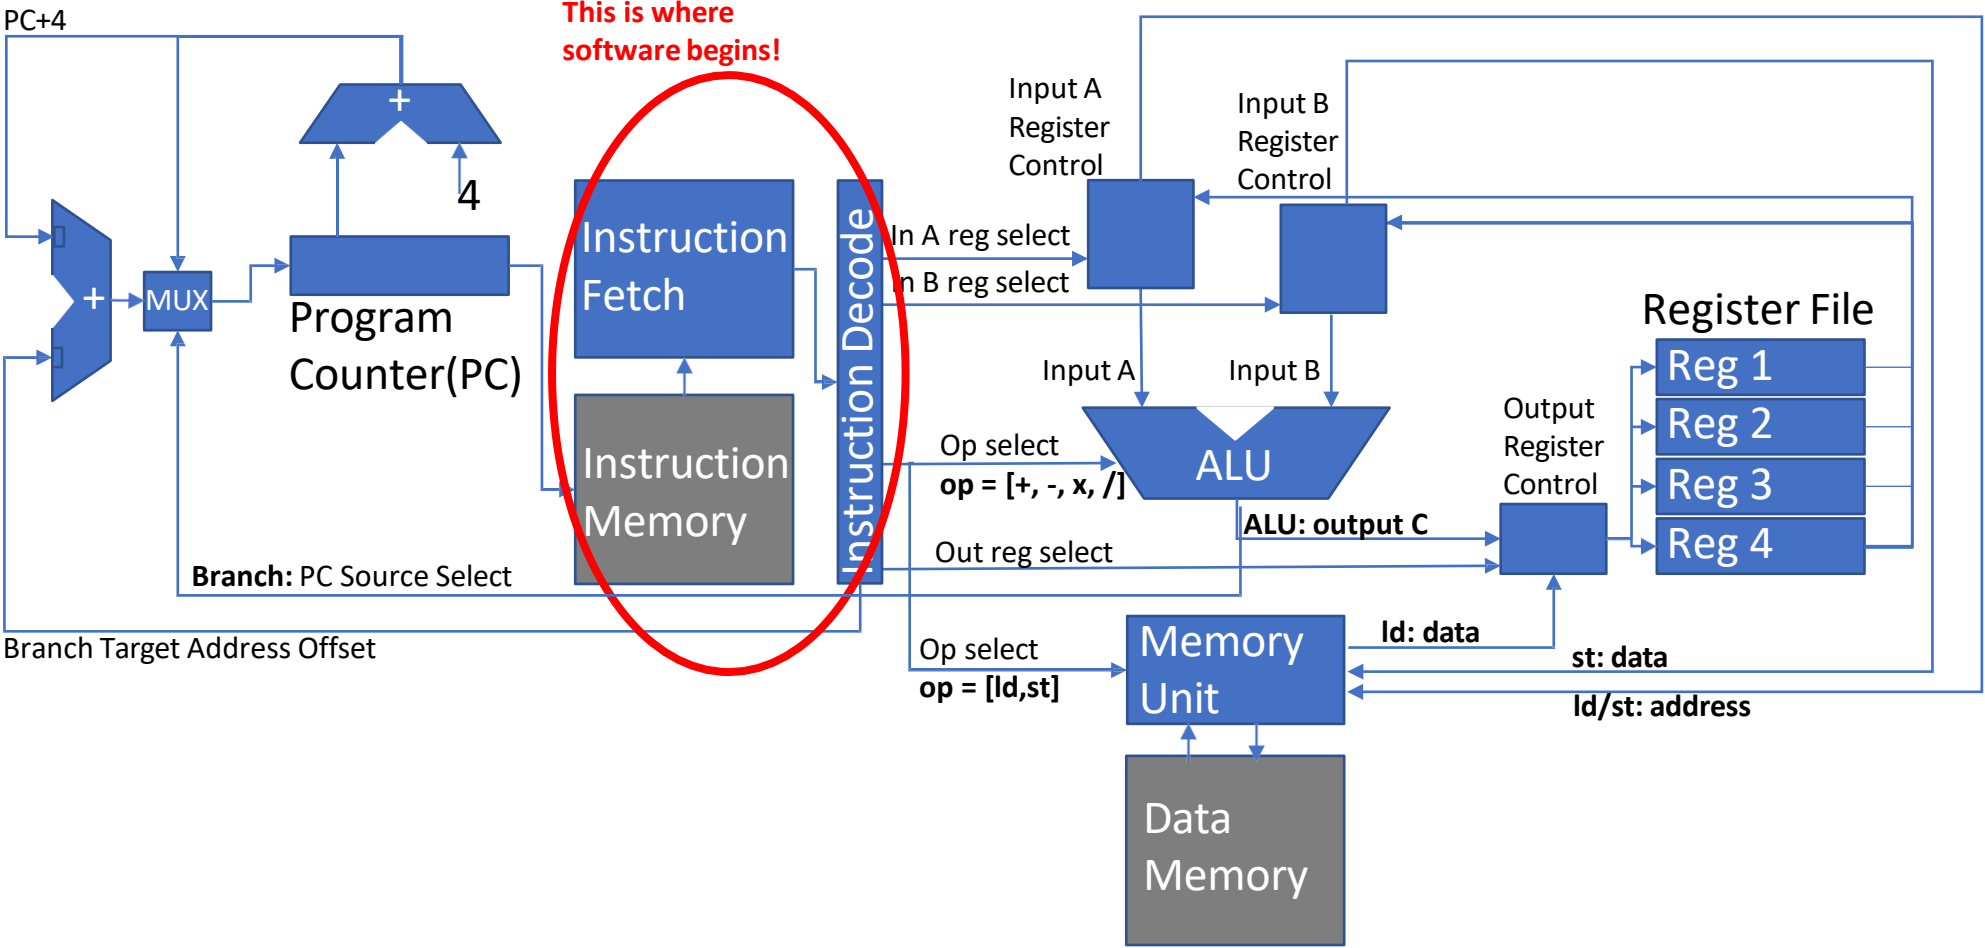 PC+4
This is where
software begins!
+
4
+
MUX
Program
Counter(PC)
Instruction
Fetch
Instruction
Memory
Instruction Decode
Input A
Register
Control
Input B
Register
Control
In A reg select
In B reg select
Input A
Input B
Op select
op = [+, -, x, /]
ALU
ALU: output C
Out reg select
Output
Register
Control
Register File
Reg 1
Reg 2
Reg 3
Reg 4
Branch: PC Source Select
Branch Target Address Offset
Op select
op = [ld,st]
Memory
Unit
ld: data
st: data
ld/st: address
Data
Memory